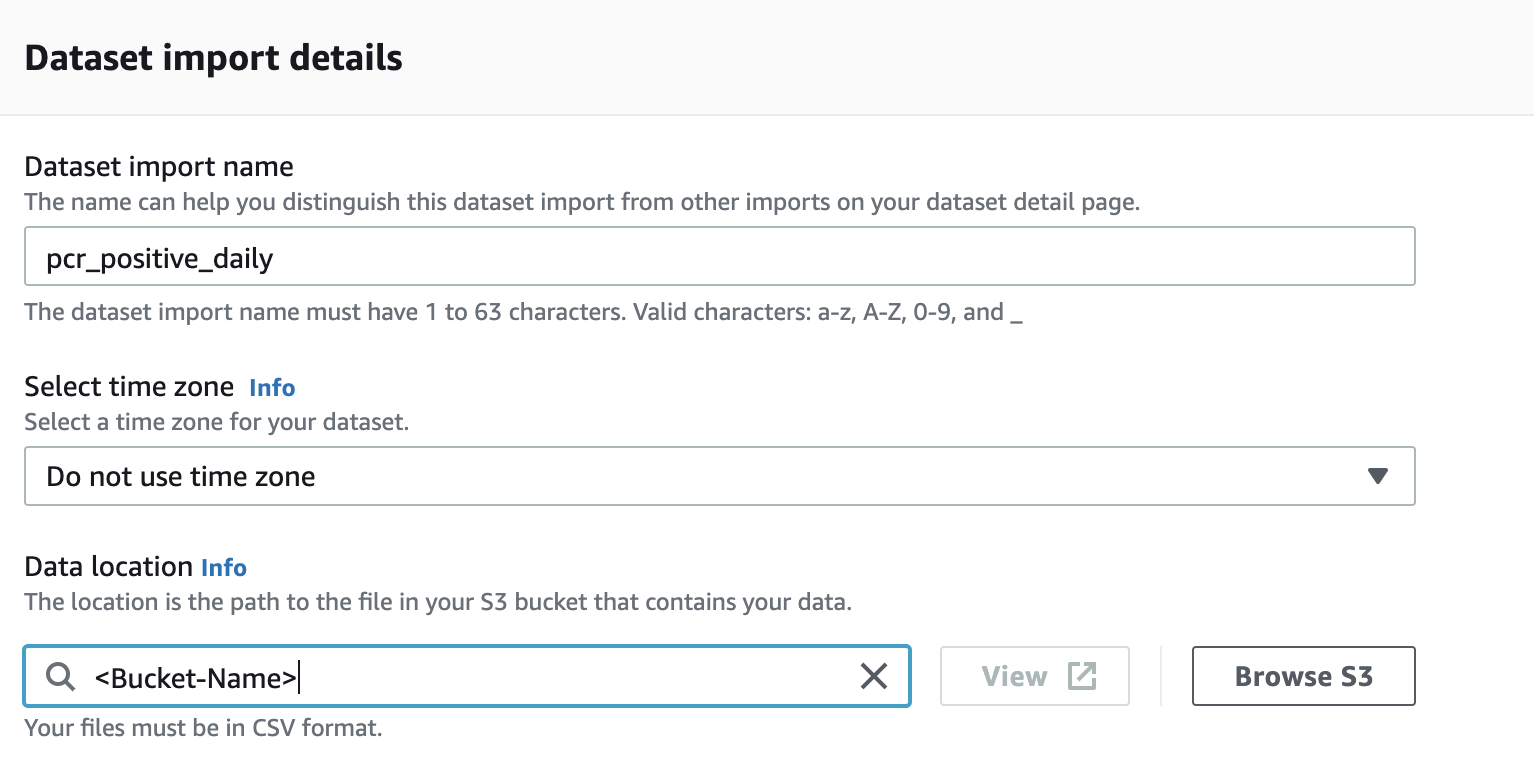 Dataset import details
Dataset import name
The name can help you distinguish this dataset import from other imports on your dataset detail page.
pcr_positive_daily
The dataset import name must have 1 to 63 characters. Valid characters: a-z, A-Z, 0-9, and _
Select time zone Info
Select a time zone for your dataset.
Do not use time zone
Data location Info
The location is the path to the file in your S3 bucket that contains your data.
<Bucket-Name> View Browse S3
Your files must be in CSV format.